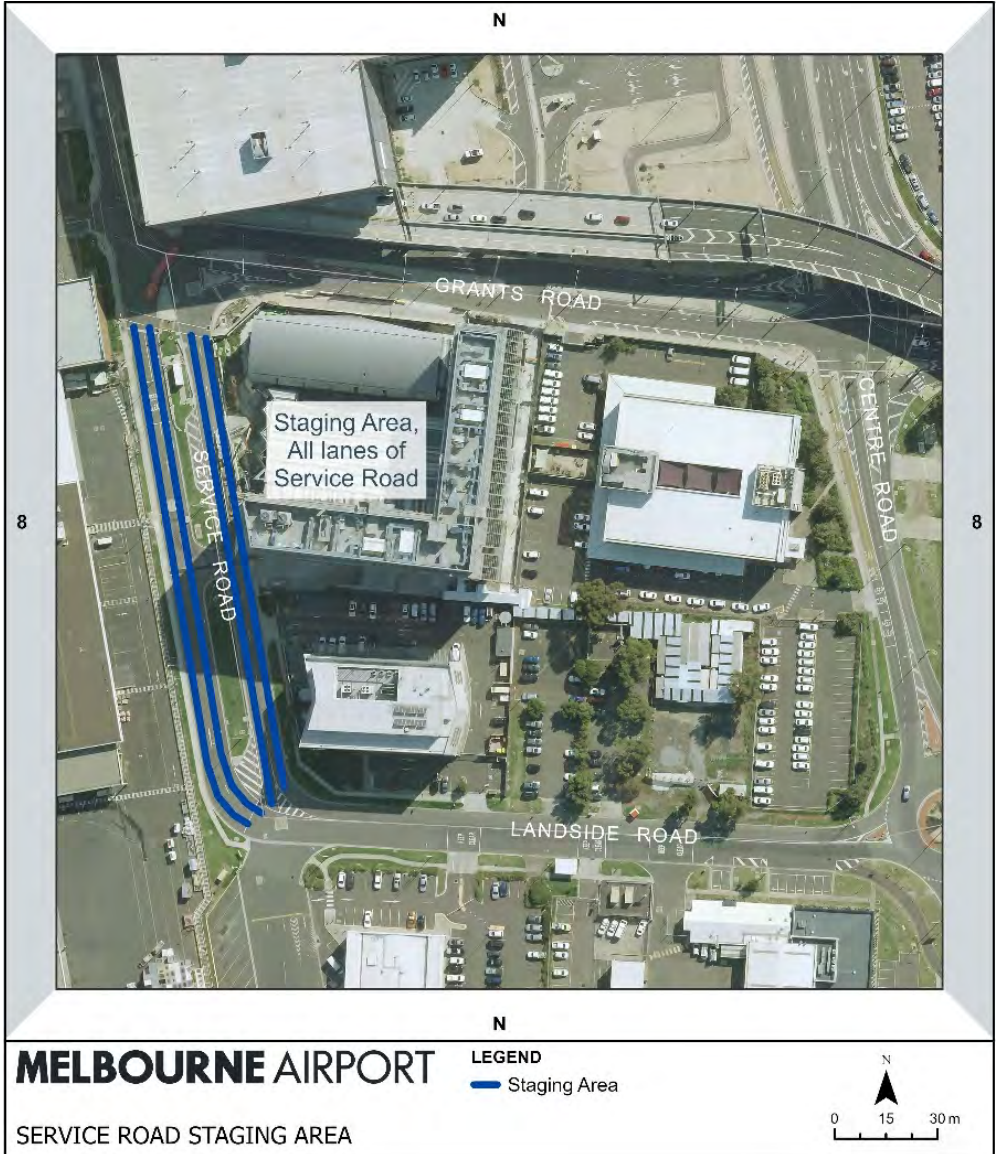 N
GRANTS ROAD
CENTRE ROAD
Staging Area,
All lanes of
Service Road
SERVICE ROAD
8
8
LANDSIDE ROAD
N
MELBOURNE AIRPORT
LEGEND
Staging Area
N
0 15 30 m
SERVICE ROAD STAGING AREA